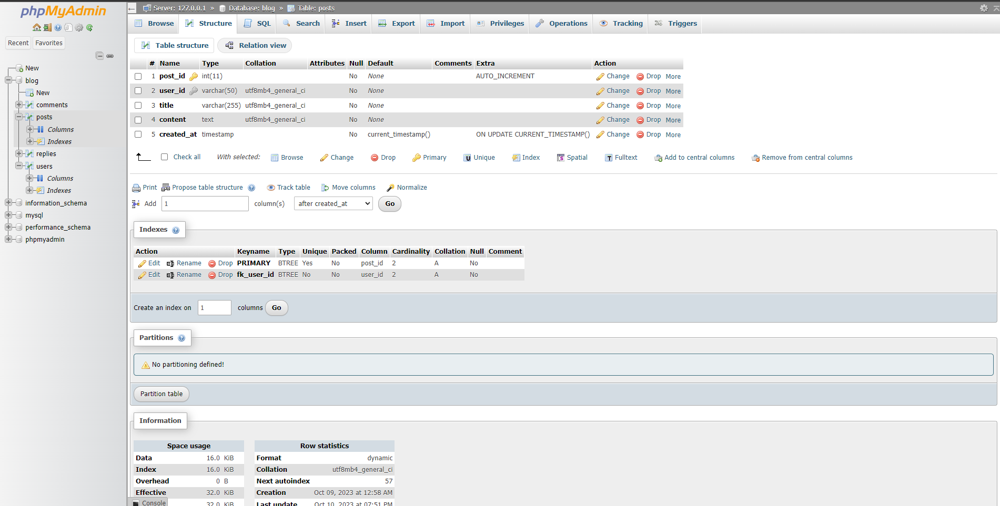 phpMyAdmin
Recent Favorites
New
blog
New
comments
posts
Columns
Indexes
replies
users
Columns
Indexes
information_schema
mysql
performance_schema
phpmyadmin
Server: 127.0.0.1 » Database: blog » Table: posts
Browse Structure SQL Search Insert Export Import Privileges Operations Tracking Triggers
Table structure Relation view
# Name Type Collation Attributes Null Default Comments Extra Action
1 post_id int(11) No None AUTO_INCREMENT Change Drop More
2 user_id varchar(50) utf8mb4_general_ci No None Change Drop More
3 title varchar(255) utf8mb4_general_ci No None Change Drop More
4 content text utf8mb4_general_ci No None Change Drop More
5 created_at timestamp No current_timestamp() ON UPDATE CURRENT_TIMESTAMP() Change Drop More
Check all With selected: Browse Change Drop Primary Unique Index Spatial Fulltext Add to central columns Remove from central columns
Print Propose table structure Track table Move columns Normalize
Add 1 column(s) after created_at Go
Indexes
Action Keyname Type Unique Packed Column Cardinality Collation Null Comment
Edit Rename Drop PRIMARY BTREE Yes No post_id 2 A No
Edit Rename Drop fk_user_id BTREE No No user_id 2 A No
Create an index on 1 columns Go
Partitions
No partitioning defined!
Partition table
Information
Space usage
Data 16.0 KiB
Index 16.0 KiB
Overhead 0 B
Effective 32.0 KiB
32.0 KiB
Row statistics
Format dynamic
Collation utf8mb4_general_ci
Next autoindex 57
Creation Oct 09, 2023 at 12:58 AM
Last update Oct 10, 2023 at 07:51 PM
Console